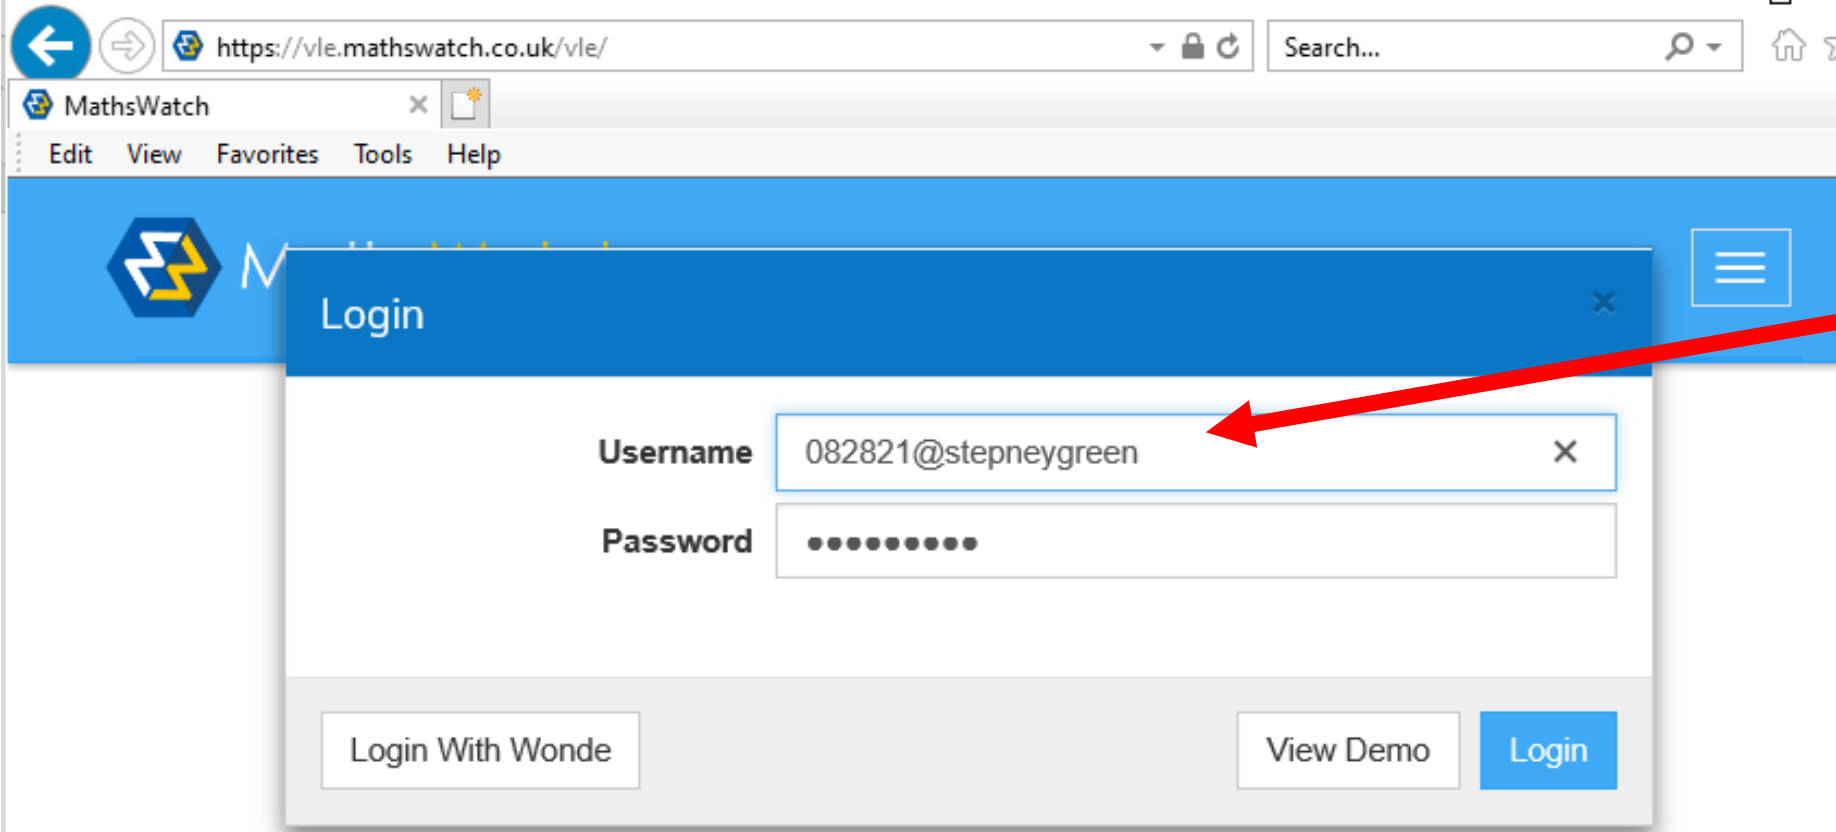 https://vle.mathswatch.co.uk/vle/ Search...
MathsWatch
Edit View Favorites Tools Help
Login
Username 082821@stepneygreen
Password
Login With Wonde View Demo Login